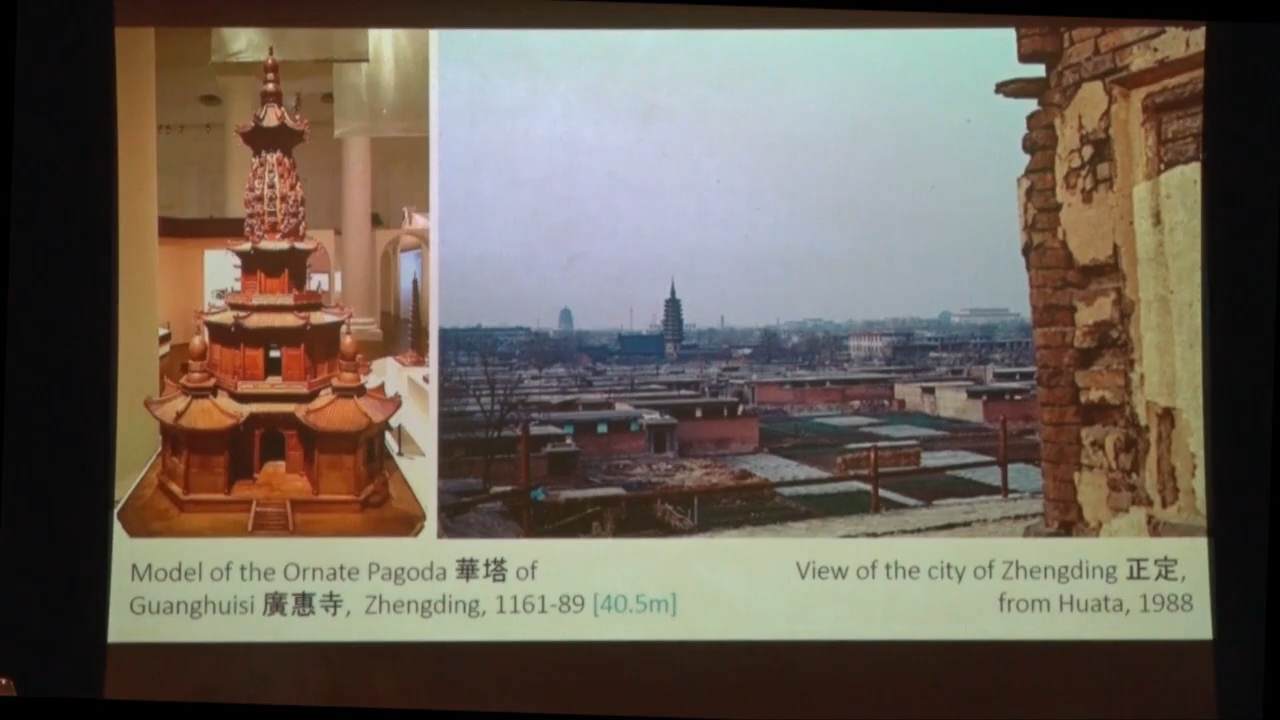 Model of the Ornate Pagoda 華塔 of
Guanghuisi 廣惠寺, Zhengding, 1161-89 [40.5m]
View of the city of Zhengding 正定,
from Huata, 1988